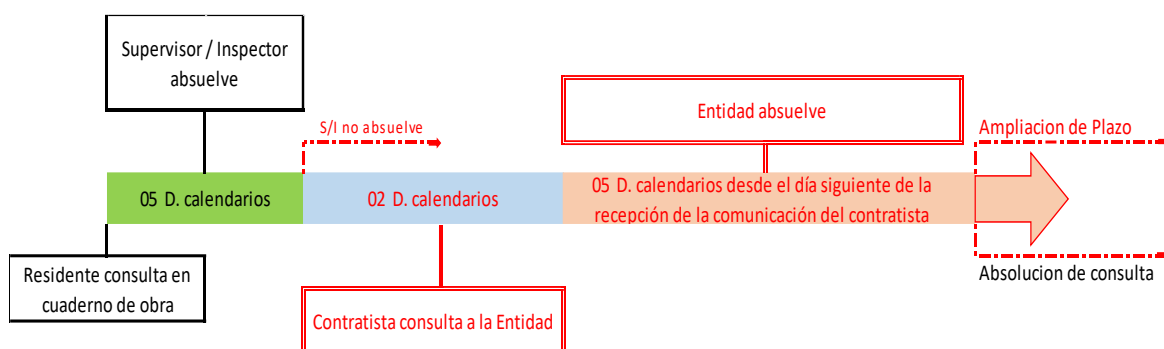 Supervisor / Inspector
absuelve
S/I no absuelve
Entidad absuelve
Ampliacion de Plazo
05 D. calendarios
02 D. calendarios
05 D. calendarios desde el día siguiente de la
recepción de la comunicación del contratista
Residente consulta en
cuaderno de obra
Contratista consulta a la Entidad
Absolucion de consulta